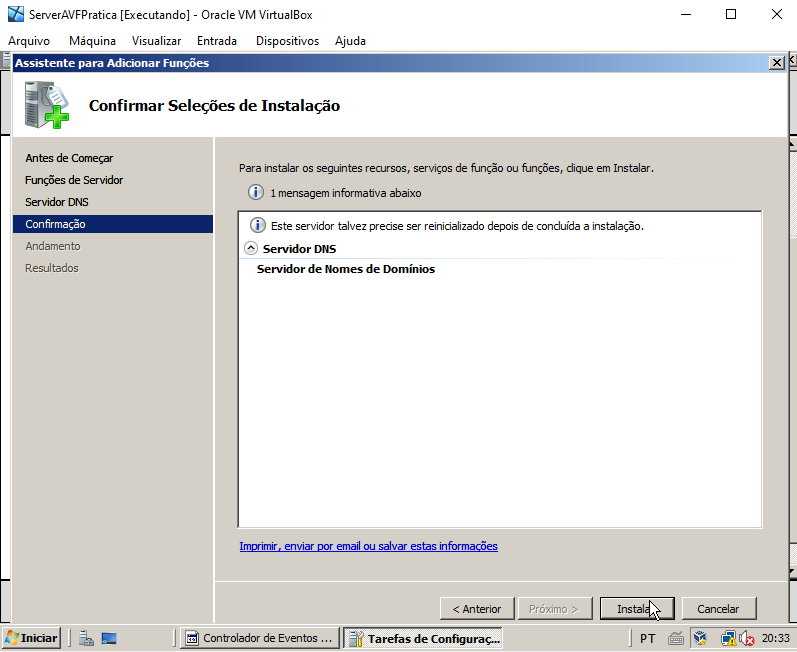 ServerAVFPratica [Executando] - Oracle VM VirtualBox
Arquivo Máquina Visualizar Entrada Dispositivos Ajuda
Assistente para Adicionar Funções
Confirmar Seleções de Instalação
Antes de Começar
Funções de Servidor
Servidor DNS
Confirmação
Andamento
Resultados
Para instalar os seguintes recursos, serviços de função ou funções, clique em Instalar.
1 mensagem informativa abaixo
Este servidor talvez precise ser reinicializado depois de concluída a instalação.
Servidor DNS
Servidor de Nomes de Domínios
Imprimir, enviar por email ou salvar estas informações
< Anterior Próximo > Instala Cancelar
Iniciar Controlador de Eventos ... Tarefas de Configuraç... PT 20:33